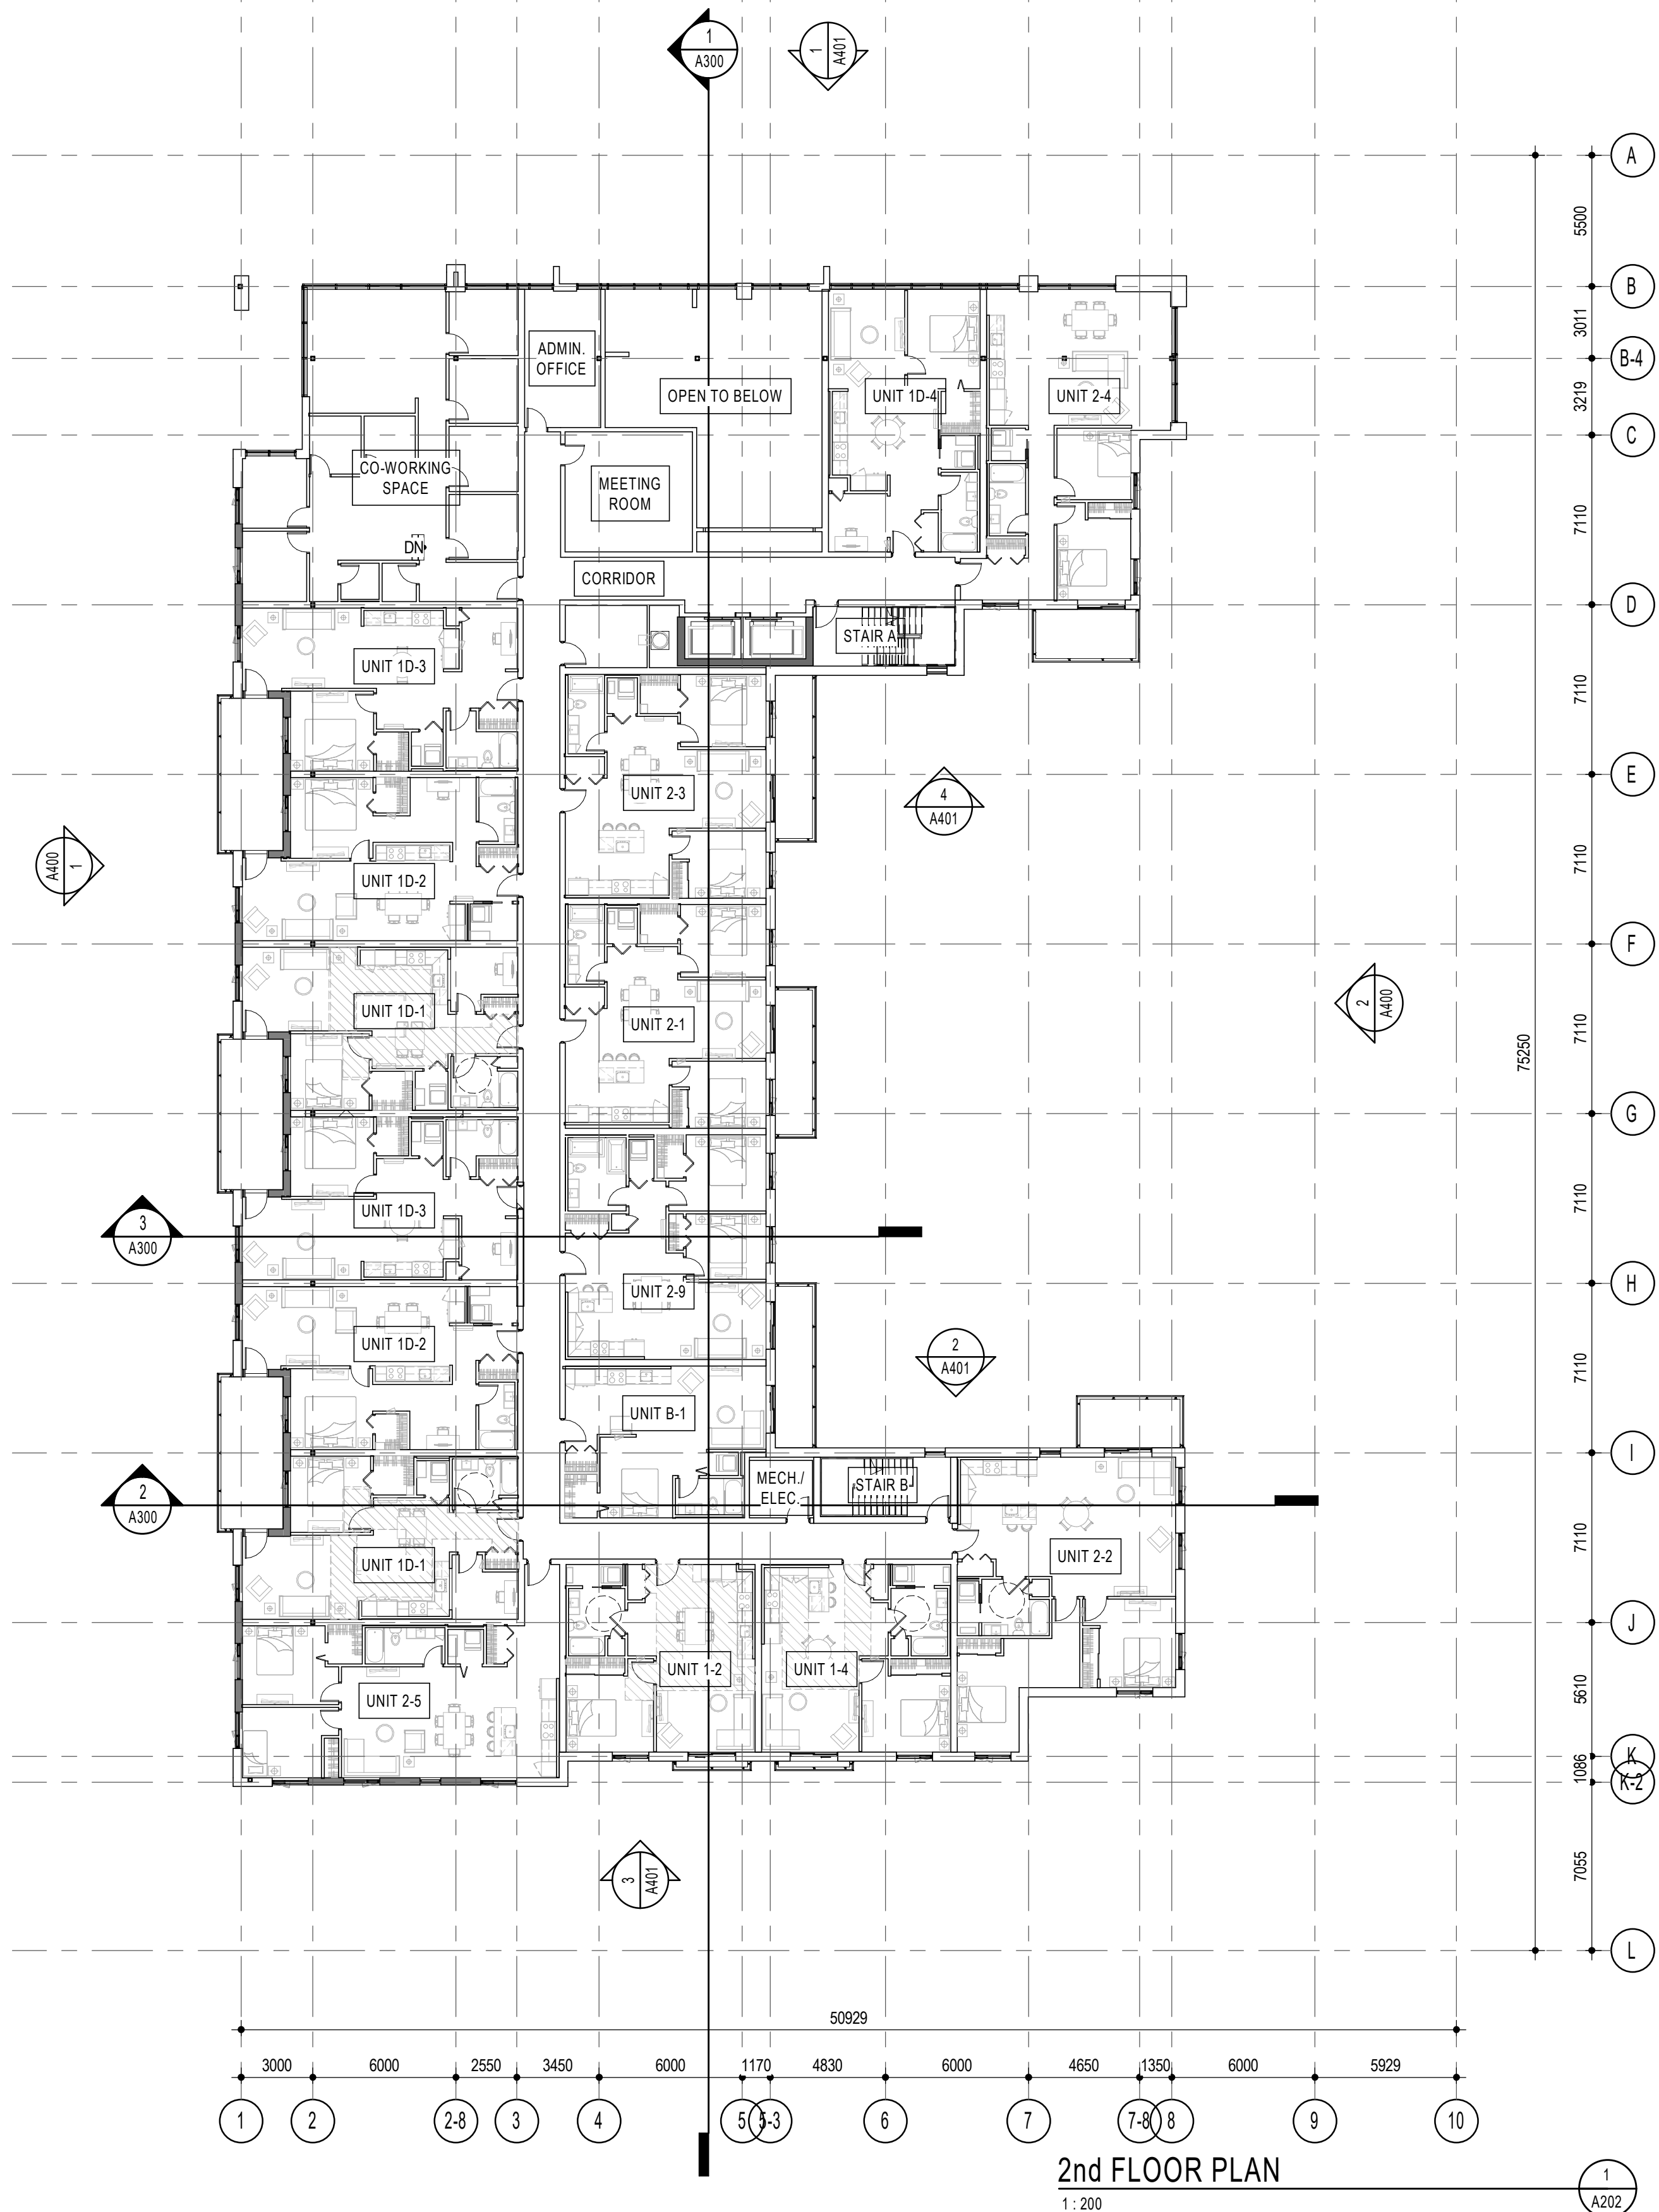 1
A300
1
A401
A
5500
B
3011
B-4
3219
C
7110
D
7110
E
7110
F
7110
75250
G
7110
H
7110
I
7110
J
5610
K
1086
K-2
7055
L
ADMIN.
OFFICE
OPEN TO BELOW
UNIT 1D-4
UNIT 2-4
CO-WORKING
SPACE
MEETING
ROOM
DN
CORRIDOR
STAIR A
UNIT 1D-3
UNIT 2-3
4
A401
A400
1
UNIT 1D-2
UNIT 1D-1
UNIT 2-1
2
A400
UNIT 1D-3
3
A300
UNIT 2-9
UNIT 1D-2
2
A401
UNIT B-1
MECH./
ELEC.
STAIR B
2
A300
UNIT 1D-1
UNIT 2-2
UNIT 1-2
UNIT 1-4
UNIT 2-5
3
A401
50929
3000
6000
2550
3450
6000
1170
4830
6000
4650
1350
6000
5929
1
2
2-8
3
4
5
5-3
6
7
7-8
8
9
10
2nd FLOOR PLAN
1 : 200
1
A202